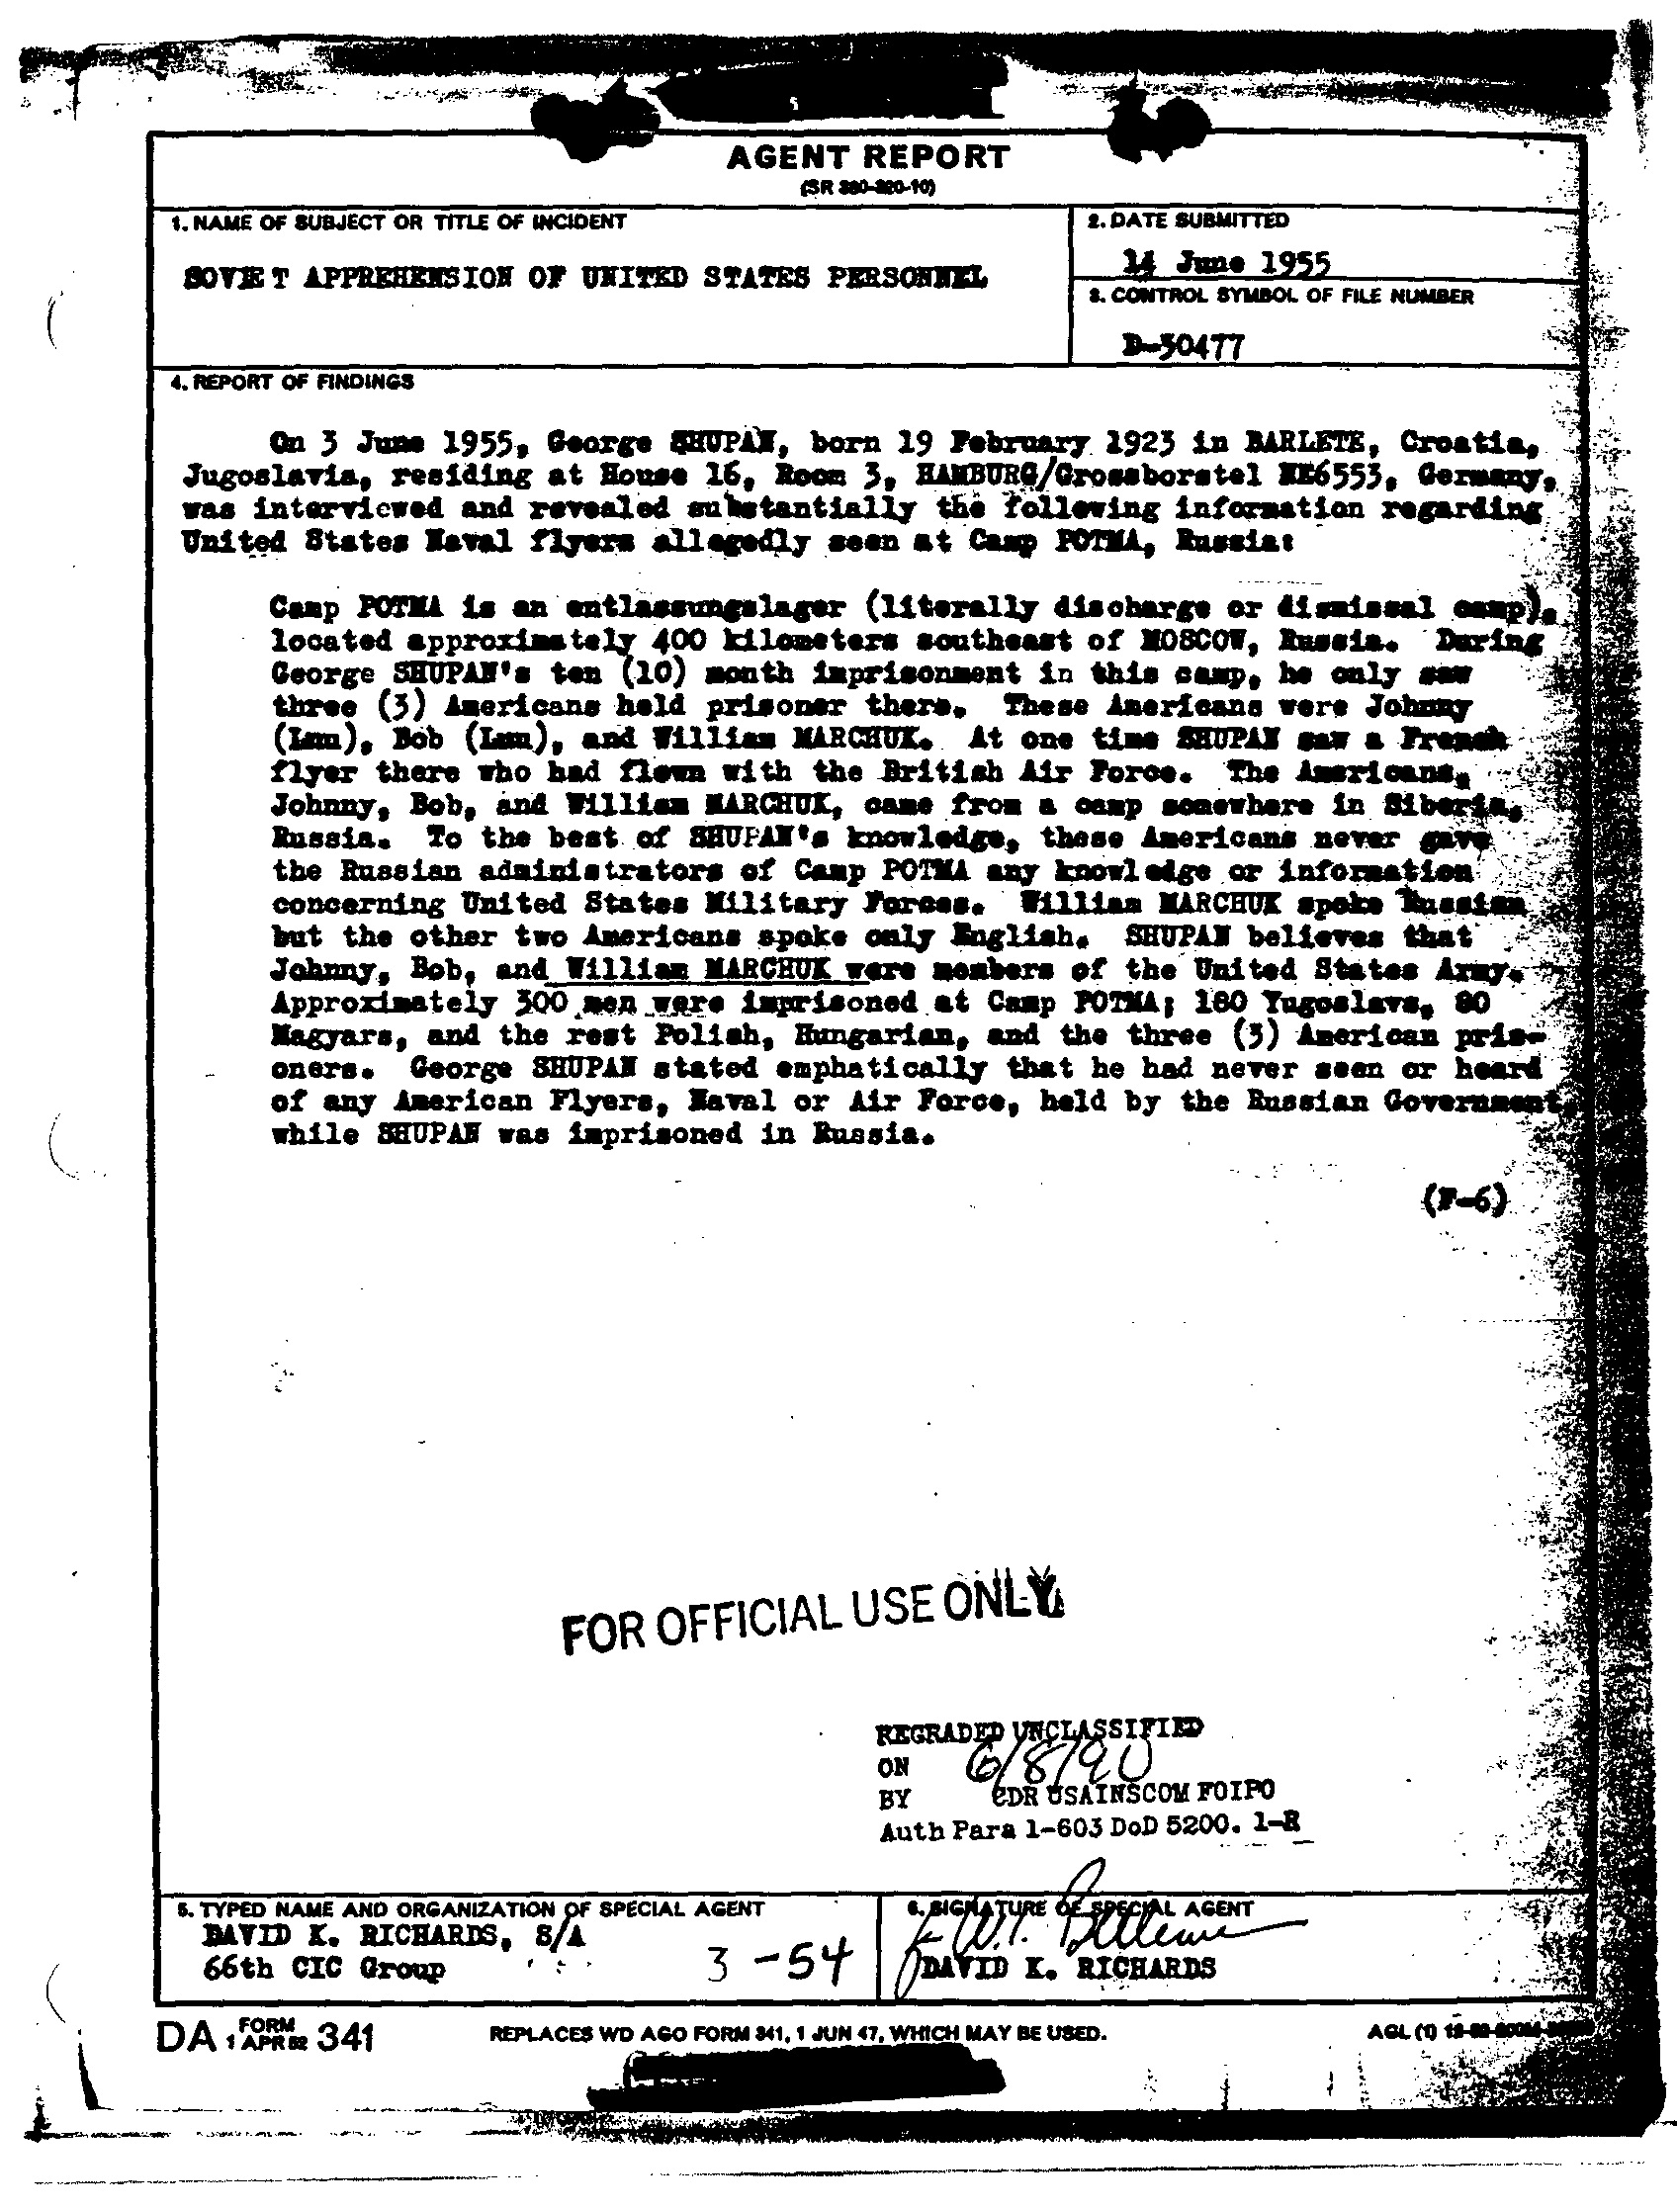 AGENT REPORT
(SR 380-320-10)
1. NAME OF SUBJECT OR TITLE OF INCIDENT
SOVIET APPREHENSION OF UNITED STATES PERSONNEL
2. DATE SUBMITTED
14 June 1955
3. CONTROL SYMBOL OF FILE NUMBER
D-50477
4. REPORT OF FINDINGS
On 3 June 1955, George SHUPAN, born 19 February 1923 in BARLETE, Croatia,
Jugoslavia, residing at House 16, Room 3, HAMBURG/Grossborstel NE6553, Germany,
was interviewed and revealed substantially the following information regarding
United States Naval flyers allegedly seen at Camp POTMA, Russia:
Camp POTMA is an entlassungslager (literally discharge or dismissal camp),
located approximately 400 kilometers southeast of MOSCOW, Russia. During
George SHUPAN's ten (10) month imprisonment in this camp, he only saw
three (3) Americans held prisoner there. These Americans were Johnny
(Lnu), Bob (Lnu), and William MARCHUK. At one time SHUPAN saw a French
flyer there who had flown with the British Air Force. The Americans,
Johnny, Bob, and William MARCHUK, came from a camp somewhere in Siberia,
Russia. To the best of SHUPAN's knowledge, these Americans never gave
the Russian administrators of Camp POTMA any knowledge or information
concerning United States Military Forces. William MARCHUK spoke Russian
but the other two Americans spoke only English. SHUPAN believes that
Johnny, Bob, and William MARCHUK were members of the United States Army.
Approximately 300 men were imprisoned at Camp POTMA; 180 Yugoslavs, 80
Magyars, and the rest Polish, Hungarian, and the three (3) American pris-
oners. George SHUPAN stated emphatically that he had never seen or heard
of any American Flyers, Naval or Air Force, held by the Russian Government,
while SHUPAN was imprisoned in Russia.
(F-6)
FOR OFFICIAL USE ONLY
REGRADED UNCLASSIFIED
ON 6/8/90
BY CDR USAINSCOM FOIPO
Auth Para 1-603 DoD 5200. 1-R
5. TYPED NAME AND ORGANIZATION OF SPECIAL AGENT
DAVID K. RICHARDS, S/A
66th CIC Group
3-54
6. SIGNATURE OF SPECIAL AGENT
DAVID K. RICHARDS
DA FORM 1 APR 52 341
REPLACES WD AGO FORM 341, 1 JUN 47, WHICH MAY BE USED.
AGL (1)